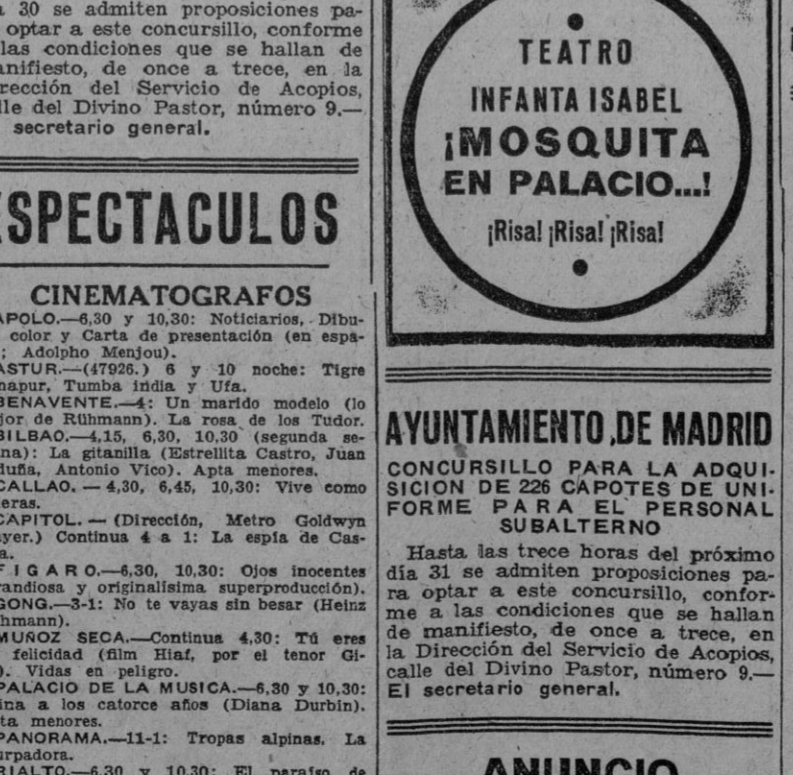 30 se admiten proposiciones pa-
optar a este concursillo, conforme
las condiciones que se hallan de
anifiesto, de once a trece, en la
rección del Servicio de Acopios,
lle del Divino Pastor, número 9.—
secretario general.
ESPECTACULOS
CINEMATOGRAFOS
APOLO.—6,30 y 10,30: Noticiarios, Dibu-
color y Carta de presentación (en espa-
; Adolpho Menjou).
ASTUR.—(47926.) 6 y 10 noche: Tigre
napur, Tumba india y Ufa.
BENAVENTE.—4: Un marido modelo (lo
jor de Rühmann). La rosa de los Tudor.
BILBAO.—4,15, 6,30, 10,30 (segunda se-
na): La gitanilla (Estrellita Castro, Juan
duña, Antonio Vico). Apta menores.
CALLAO. — 4,30, 6,45, 10,30: Vive como
eras.
CAPITOL. — (Dirección, Metro Goldwyn
yer.) Continua 4 a 1: La espía de Cas-
a.
FIGARO.—6,30, 10,30: Ojos inocentes
randiosa y originalísima superproducción).
GONG.—3-1: No te vayas sin besar (Heinz
hmann).
MUÑOZ SECA.—Continua 4,30: Tú eres
felicidad (film Hiaf, por el tenor Gi-
). Vidas en peligro.
PALACIO DE LA MUSICA.—6,30 y 10,30:
ina a los catorce años (Diana Durbin).
ta menores.
PANORAMA.—11-1: Tropas alpinas. La
urpadora.
RIALTO.—6,30 y 10,30: El paraíso de
TEATRO
INFANTA ISABEL
¡MOSQUITA
EN PALACIO...!
¡Risa! ¡Risa! ¡Risa!
AYUNTAMIENTO DE MADRID
CONCURSILLO PARA LA ADQUI-
SICION DE 226 CAPOTES DE UNI-
FORME PARA EL PERSONAL
SUBALTERNO
Hasta las trece horas del próximo
día 31 se admiten proposiciones pa-
ra optar a este concursillo, confor-
me a las condiciones que se hallan
de manifiesto, de once a trece, en
la Dirección del Servicio de Acopios,
calle del Divino Pastor, número 9.—
El secretario general.
ANUNCIO